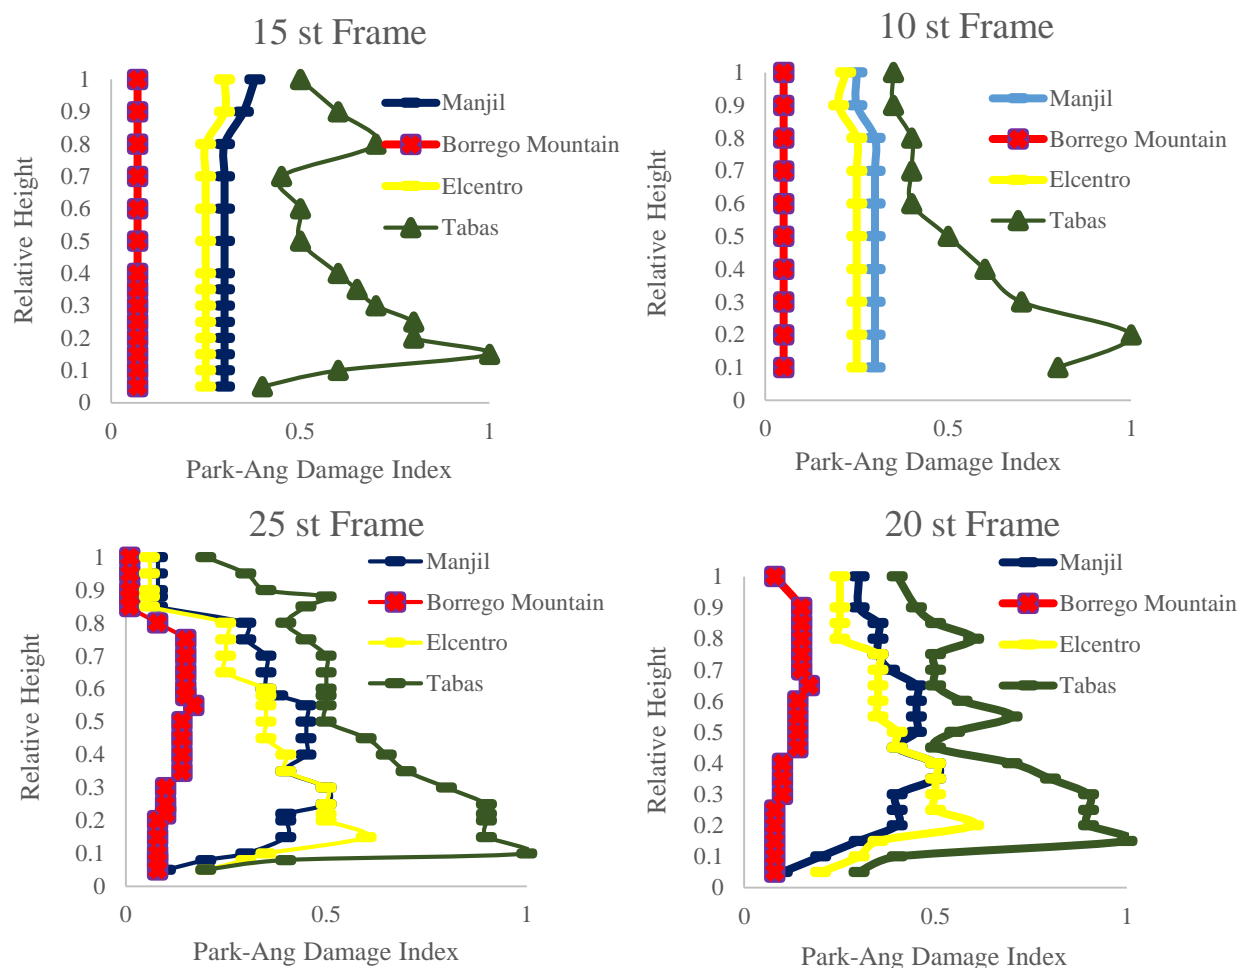 15 st Frame
1
0.9
0.8
0.7
0.6
0.5
0.4
0.3
0.2
0.1
0
Relative Height
Manjil
Borrego Mountain
Elcentro
Tabas
0 0.5 1
Park-Ang Damage Index
10 st Frame
1
0.9
0.8
0.7
0.6
0.5
0.4
0.3
0.2
0.1
0
Relative Height
Manjil
Borrego Mountain
Elcentro
Tabas
0 0.5 1
Park-Ang Damage Index
25 st Frame
1
0.9
0.8
0.7
0.6
0.5
0.4
0.3
0.2
0.1
0
Relative Height
Manjil
Borrego Mountain
Elcentro
Tabas
0 0.5 1
Park-Ang Damage Index
20 st Frame
1
0.9
0.8
0.7
0.6
0.5
0.4
0.3
0.2
0.1
0
Relative Height
Manjil
Borrego Mountain
Elcentro
Tabas
0 0.5 1
Park-Ang Damage Index